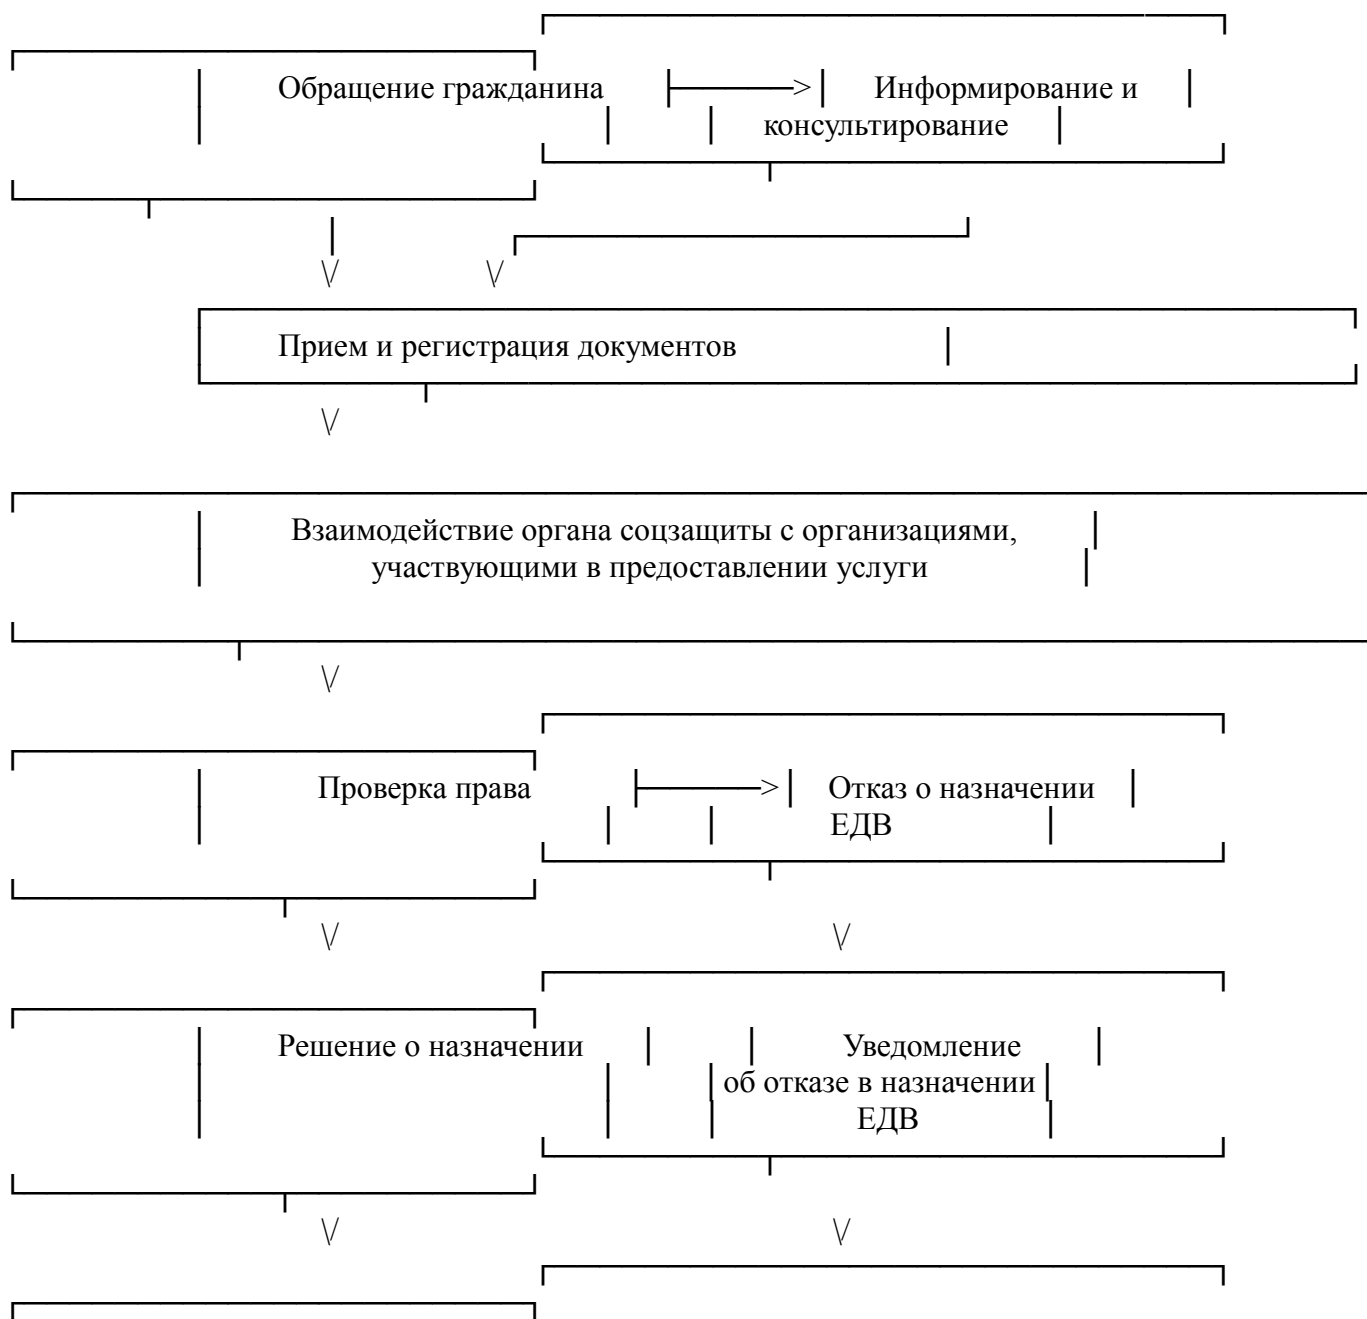 Обращение гражданина > Информирование и
консультирование
\/ \/
Прием и регистрация документов
\/
Взаимодействие органа соцзащиты с организациями,
участвующими в предоставлении услуги
\/
Проверка права > Отказ о назначении
ЕДВ
\/ \/
Решение о назначении Уведомление
об отказе в назначении
ЕДВ
\/ \/